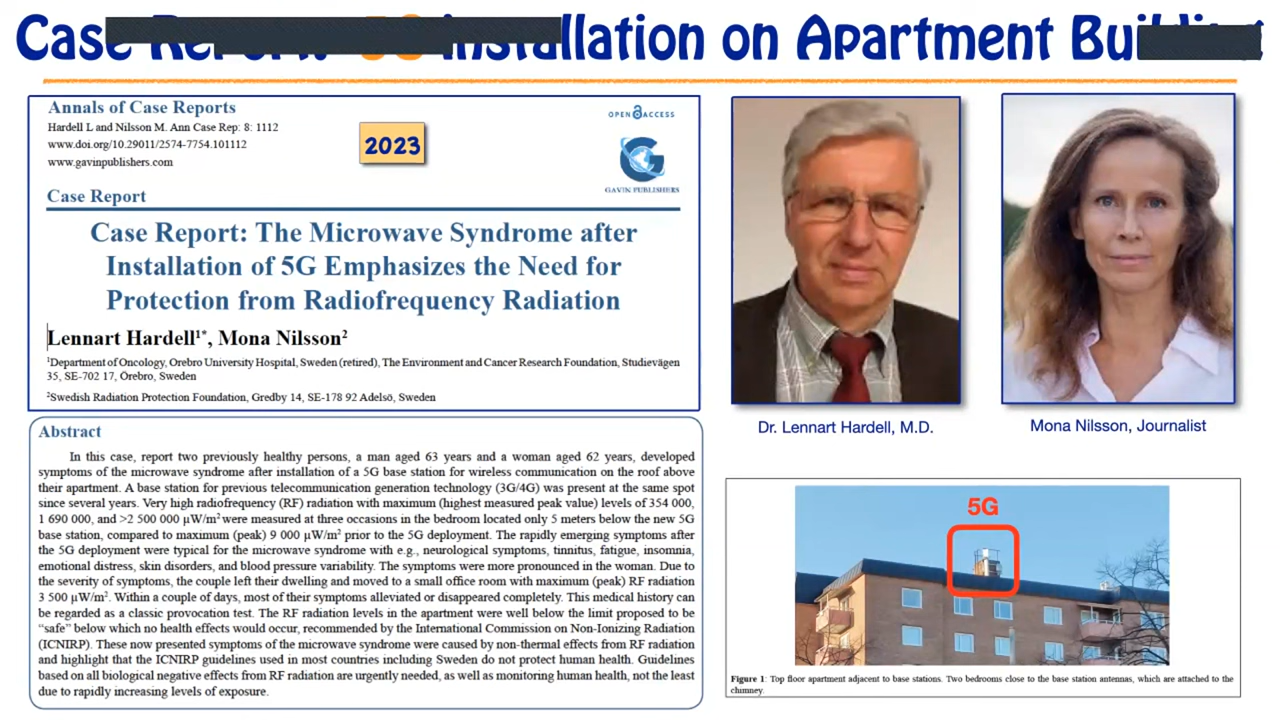 Case Installation on Apartment
Annals of Case Reports
Hardell L and Nilsson M. Ann Case Rep: 8: 1112
www.doi.org/10.29011/2574-7754.101112
www.gavinpublishers.com
2023
OPEN ACCESS
G
GAVIN PUBLISHERS
Case Report
Case Report: The Microwave Syndrome after
Installation of 5G Emphasizes the Need for
Protection from Radiofrequency Radiation
Lennart Hardell¹*, Mona Nilsson²
¹Department of Oncology, Orebro University Hospital, Sweden (retired), The Environment and Cancer Research Foundation, Studievägen
35, SE-702 17, Örebro, Sweden
²Swedish Radiation Protection Foundation, Gredby 14, SE-178 92 Adelsö, Sweden
Abstract
In this case, report two previously healthy persons, a man aged 63 years and a woman aged 62 years, developed
symptoms of the microwave syndrome after installation of a 5G base station for wireless communication on the roof above
their apartment. A base station for previous telecommunication generation technology (3G/4G) was present at the same spot
since several years. Very high radiofrequency (RF) radiation with maximum (highest measured peak value) levels of 354 000,
1 690 000, and >2 500 000 µW/m² were measured at three occasions in the bedroom located only 5 meters below the new 5G
base station, compared to maximum (peak) 9 000 µW/m² prior to the 5G deployment. The rapidly emerging symptoms after
the 5G deployment were typical for the microwave syndrome with e.g., neurological symptoms, tinnitus, fatigue, insomnia,
emotional distress, skin disorders, and blood pressure variability. The symptoms were more pronounced in the woman. Due to
the severity of symptoms, the couple left their dwelling and moved to a small office room with maximum (peak) RF radiation
3 500 µW/m². Within a couple of days, most of their symptoms alleviated or disappeared completely. This medical history can
be regarded as a classic provocation test. The RF radiation levels in the apartment were well below the limit proposed to be
“safe” below which no health effects would occur, recommended by the International Commission on Non-Ionizing Radiation
(ICNIRP). These now presented symptoms of the microwave syndrome were caused by non-thermal effects from RF radiation
and highlight that the ICNIRP guidelines used in most countries including Sweden do not protect human health. Guidelines
based on all biological negative effects from RF radiation are urgently needed, as well as monitoring human health, not the least
due to rapidly increasing levels of exposure.
Dr. Lennart Hardell, M.D.
Mona Nilsson, Journalist
5G
Figure 1: Top floor apartment adjacent to base stations. Two bedrooms close to the base station antennas, which are attached to the
chimney.